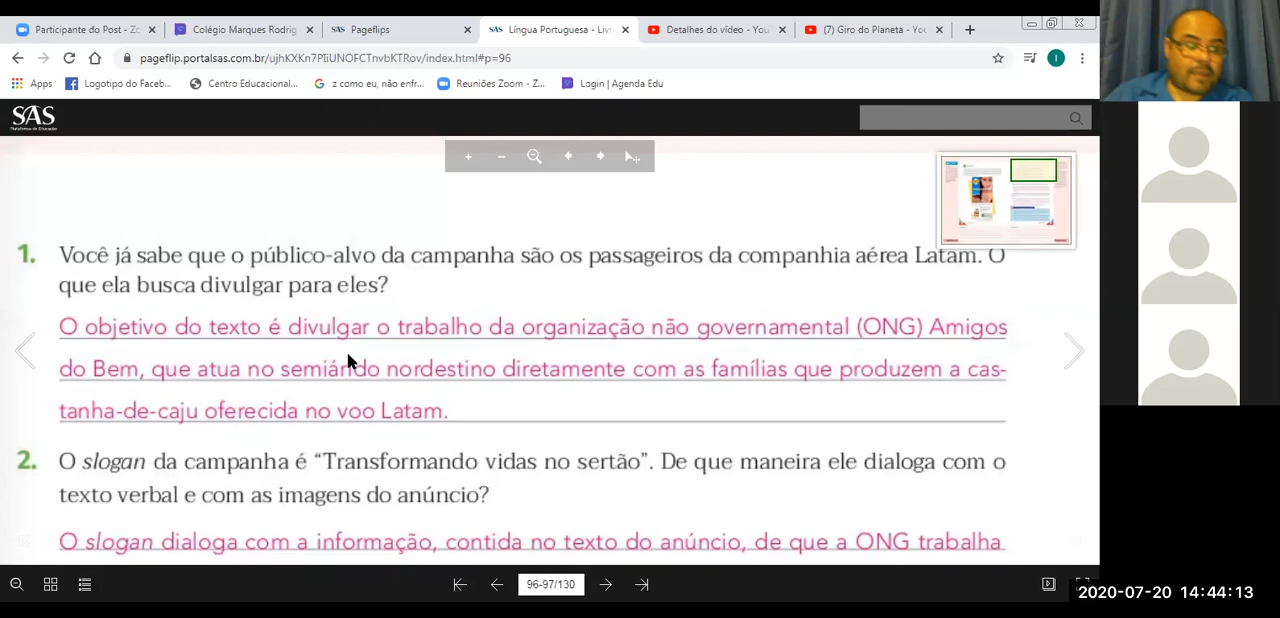 Participante do Post - Zo
Colégio Marques Rodrig
SAS Pageflips
SAS Língua Portuguesa - Livr
Detalhes do vídeo - You
(7) Giro do Planeta - Yo
pageflip.portalsas.com.br/
/index.html#p=96
I
Apps
Logotipo do Faceb...
Centro Educacional...
G z como eu, não enfr...
Reuniões Zoom - Z...
Login | Agenda Edu
SAS
Plataforma de Educação
1. Você já sabe que o público-alvo da campanha são os passageiros da companhia aérea Latam. O
que ela busca divulgar para eles?
O objetivo do texto é divulgar o trabalho da organização não governamental (ONG) Amigos
do Bem, que atua no semiárido nordestino diretamente com as famílias que produzem a cas-
tanha-de-caju oferecida no voo Latam.
2. O slogan da campanha é “Transformando vidas no sertão”. De que maneira ele dialoga com o
texto verbal e com as imagens do anúncio?
O slogan dialoga com a informação, contida no texto do anúncio, de que a ONG trabalha
96-97/130
2020-07-20 14:44:13